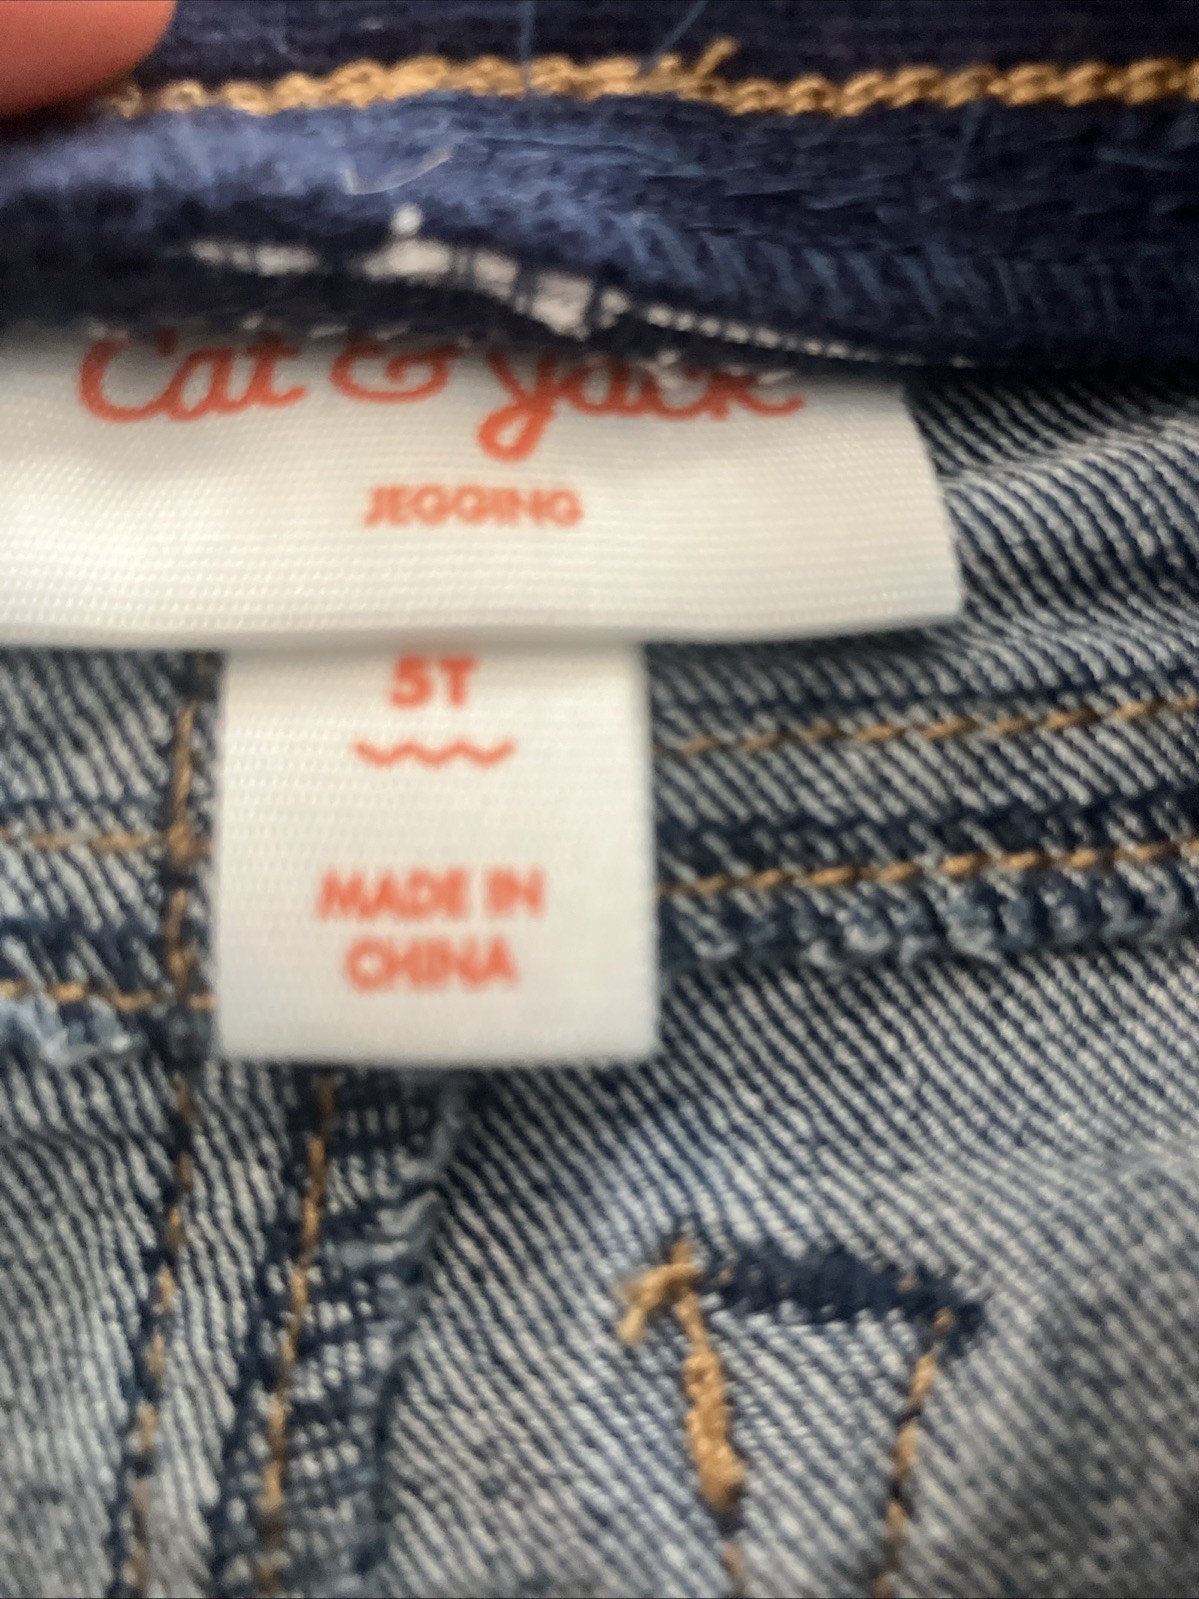 Cat & Jack
JEGGING
5T
MADE IN
CHINA